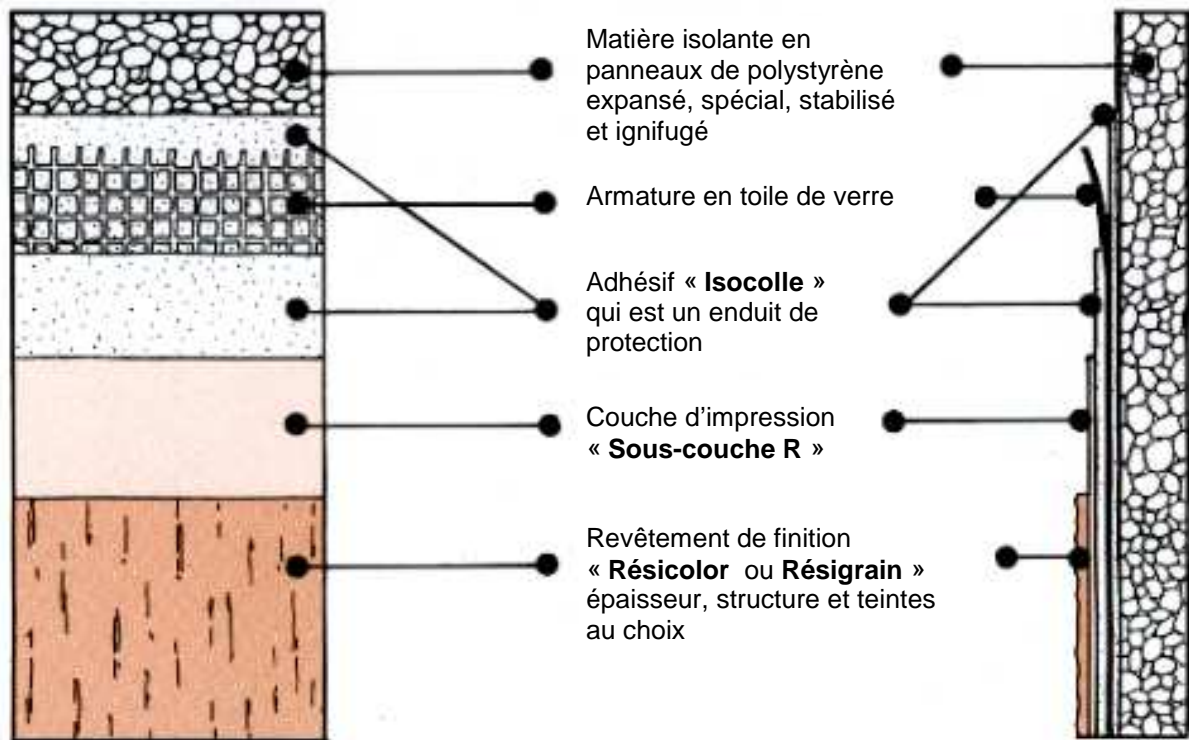 Matière isolante en
panneaux de polystyrène
expansé, spécial, stabilisé
et ignifugé
Armature en toile de verre
Adhésif « Isocolle »
qui est un enduit de
protection
Couche d’impression
« Sous-couche R »
Revêtement de finition
« Résicolor ou Résigrain »
épaisseur, structure et teintes
au choix